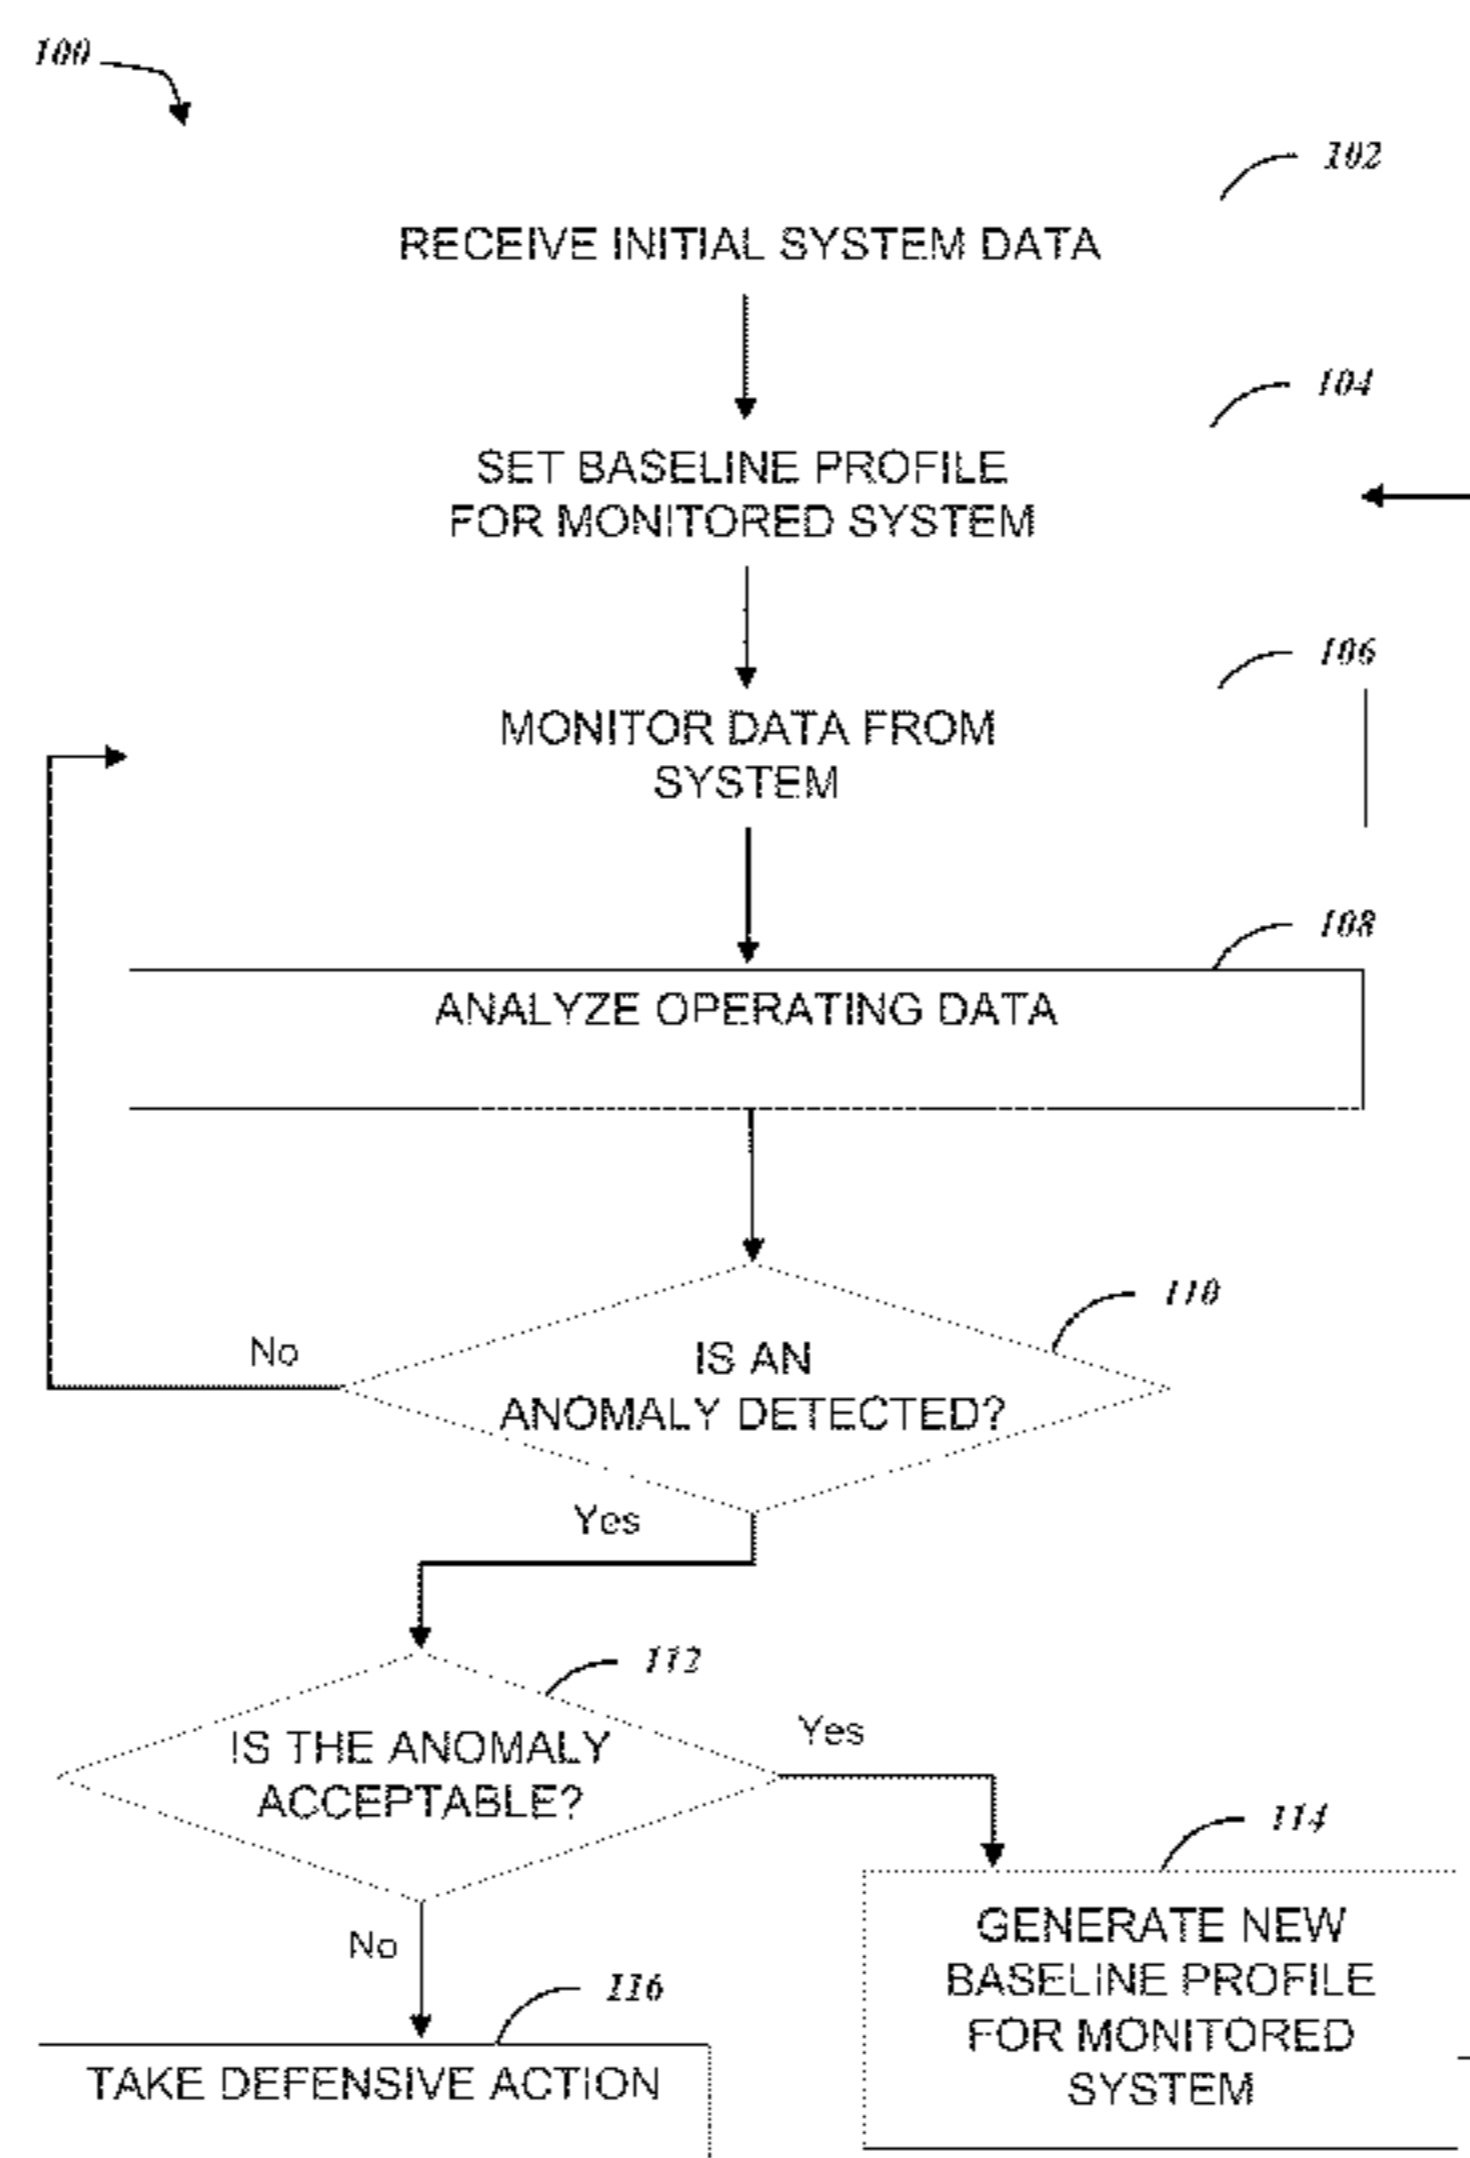 100
102
RECEIVE INITIAL SYSTEM DATA
104
SET BASELINE PROFILE
FOR MONITORED SYSTEM
106
MONITOR DATA FROM
SYSTEM
108
ANALYZE OPERATING DATA
110
No
IS AN
ANOMALY DETECTED?
Yes
112
IS THE ANOMALY
ACCEPTABLE?
Yes
114
No
GENERATE NEW
BASELINE PROFILE
FOR MONITORED
SYSTEM
116
TAKE DEFENSIVE ACTION